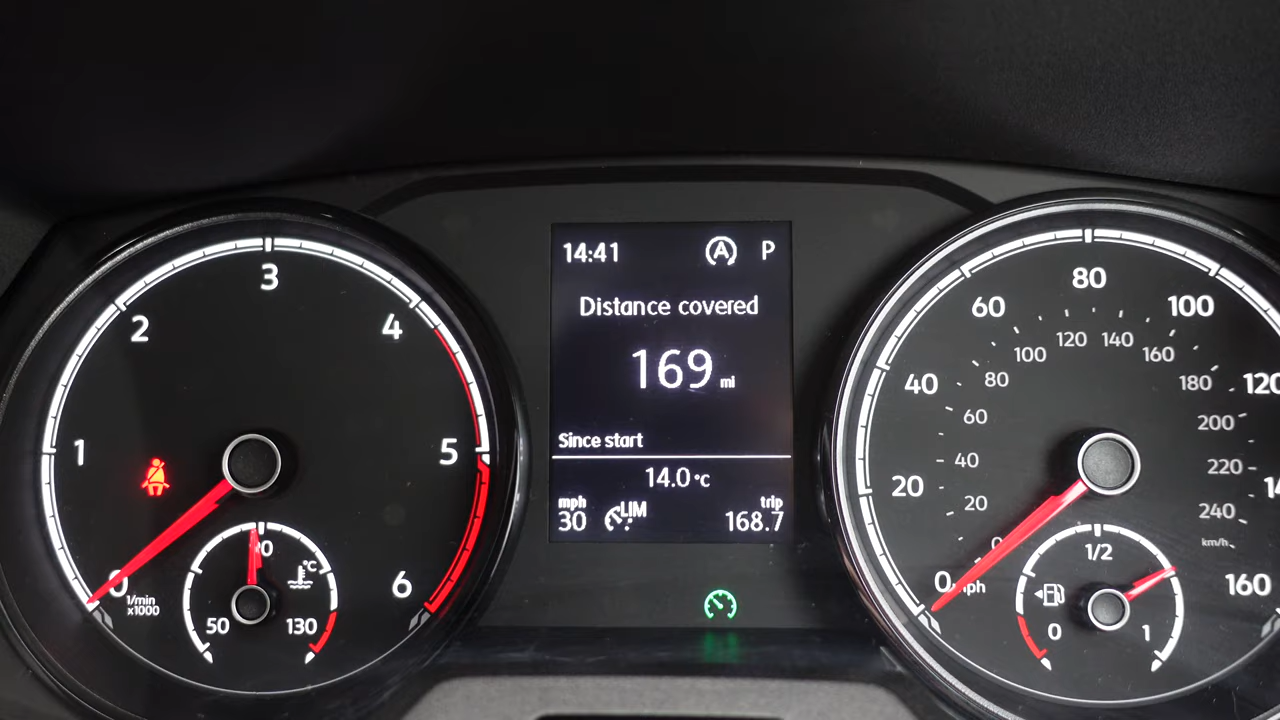 14:41 A P
Distance covered
169 mi
Since start
14.0 °C
mph
30
LIM
trip
168.7
0
1
2
3
4
5
6
1/min
x1000
50
130
°C
0
20
40
60
80
100
120
160
mph
0
20
40
60
80
100
120
140
160
180
200
220
240
km/h
0
1/2
1